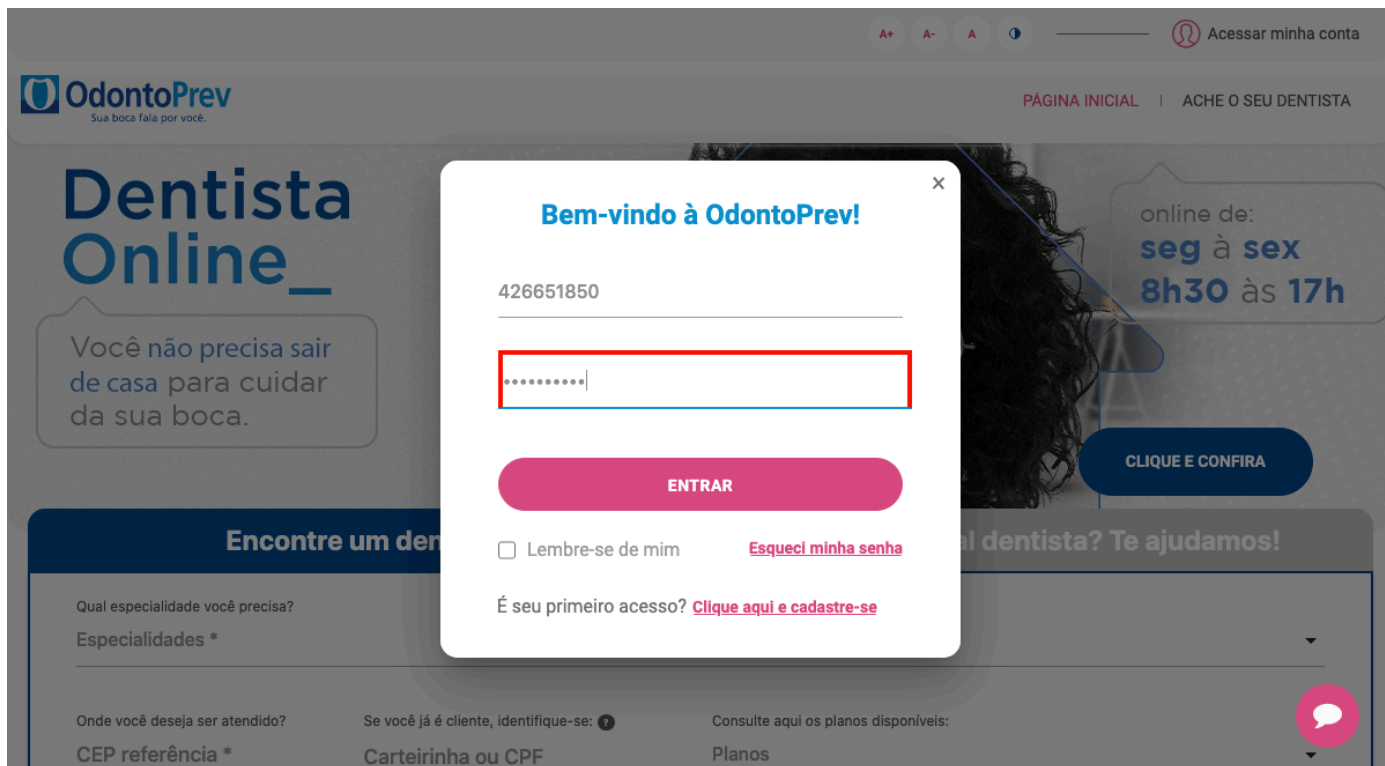 A+ A- A Acessar minha conta
OdontoPrev
Sua boca fala por você.
PÁGINA INICIAL | ACHE O SEU DENTISTA
Dentista
Online_
Você não precisa sair
de casa para cuidar
da sua boca.
online de:
seg à sex
8h30 às 17h
CLIQUE E CONFIRA
×
Bem-vindo à OdontoPrev!
426651850
••••••••••
ENTRAR
Lembre-se de mim Esqueci minha senha
É seu primeiro acesso? Clique aqui e cadastre-se
Encontre um den
al dentista? Te ajudamos!
Qual especialidade você precisa?
Especialidades *
Onde você deseja ser atendido? Se você já é cliente, identifique-se: ? Consulte aqui os planos disponíveis:
CEP referência * Carteirinha ou CPF Planos